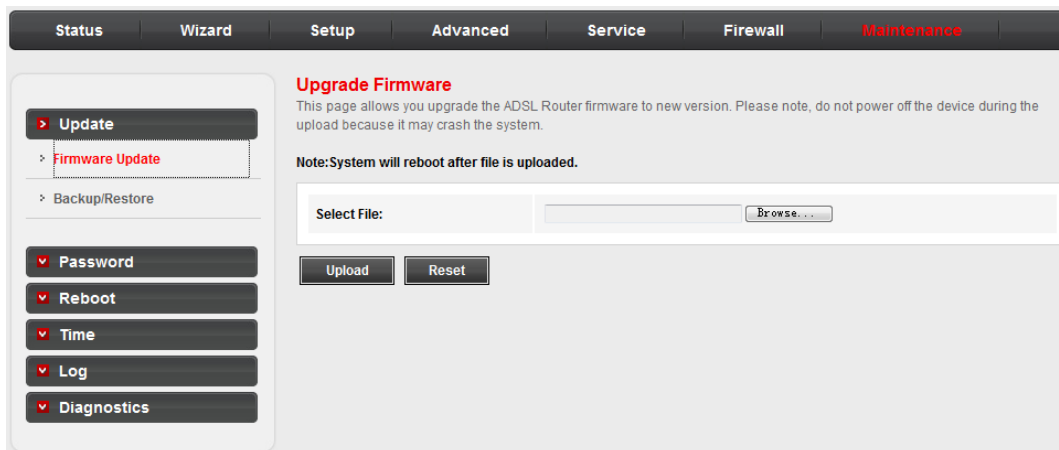 Status Wizard Setup Advanced Service Firewall Maintenance
Update
Firmware Update
Backup/Restore
Password
Reboot
Time
Log
Diagnostics
Upgrade Firmware
This page allows you upgrade the ADSL Router firmware to new version. Please note, do not power off the device during the
upload because it may crash the system.
Note:System will reboot after file is uploaded.
Select File: Browse...
Upload Reset